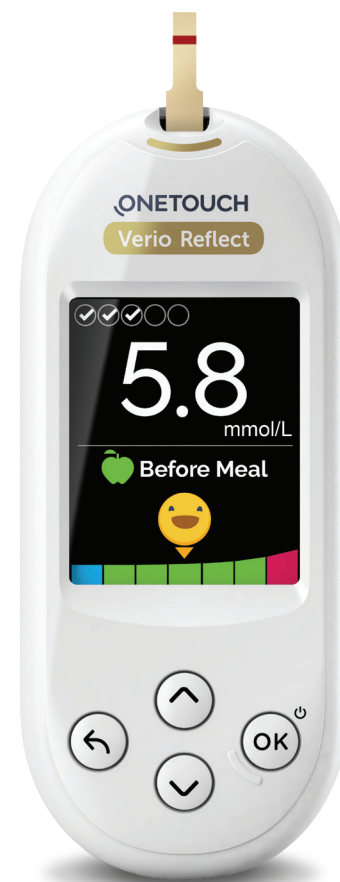 ONETOUCH
Verio Reflect
5.8
mmol/L
Before Meal
OK